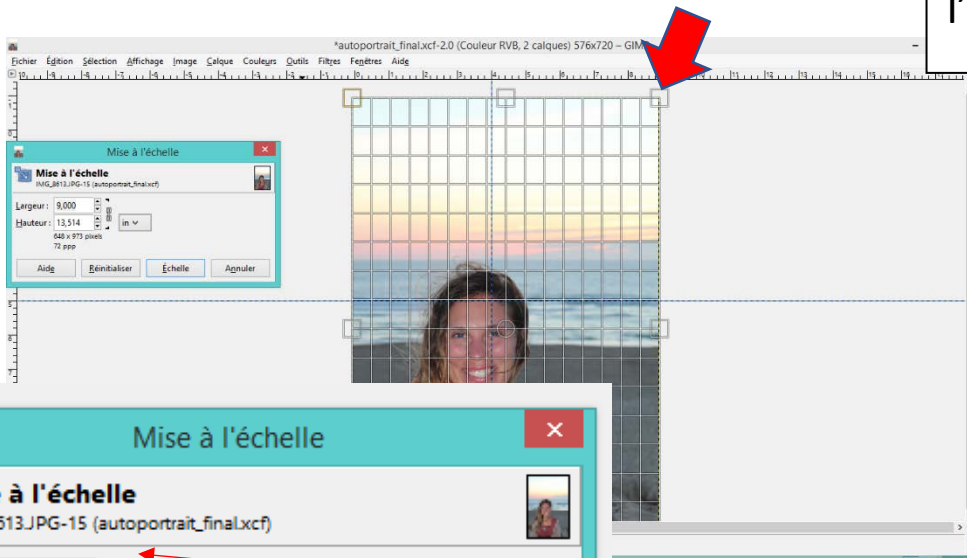 l'
*autoportrait_final.xcf-2.0 (Couleur RVB, 2 calques) 576x720 – GIM
Fichier Édition Sélection Affichage Image Calque Couleurs Outils Filtres Fenêtres Aide
Mise à l'échelle
Mise à l'échelle
IMG_8613.JPG-15 (autoportrait_final.xcf)
Largeur : 9,000
Hauteur : 13,514 in
648 x 973 pixels
72 ppp
Aide Réinitialiser Échelle Annuler
Mise à l'échelle
à l'échelle
613.JPG-15 (autoportrait_final.xcf)